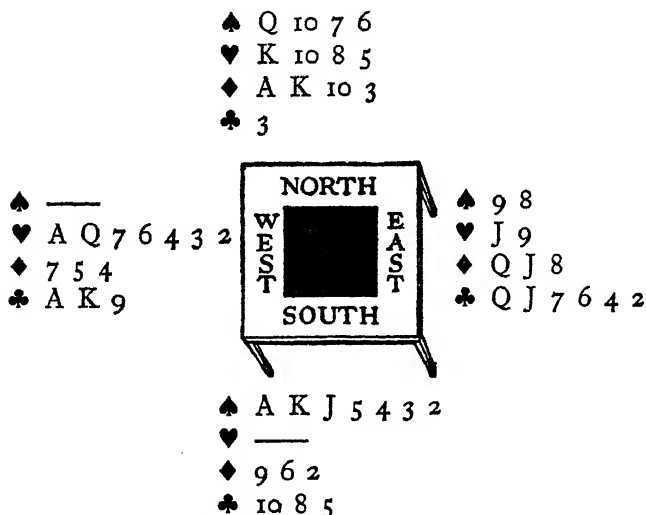 ♠ Q 10 7 6
♥ K 10 8 5
♦ A K 10 3
♣ 3
NORTH
♠ —
♥ A Q 7 6 4 3 2
♦ 7 5 4
♣ A K 9
WEST
EAST
♠ 9 8
♥ J 9
♦ Q J 8
♣ Q J 7 6 4 2
SOUTH
♠ A K J 5 4 3 2
♥ —
♦ 9 6 2
♣ 10 8 5